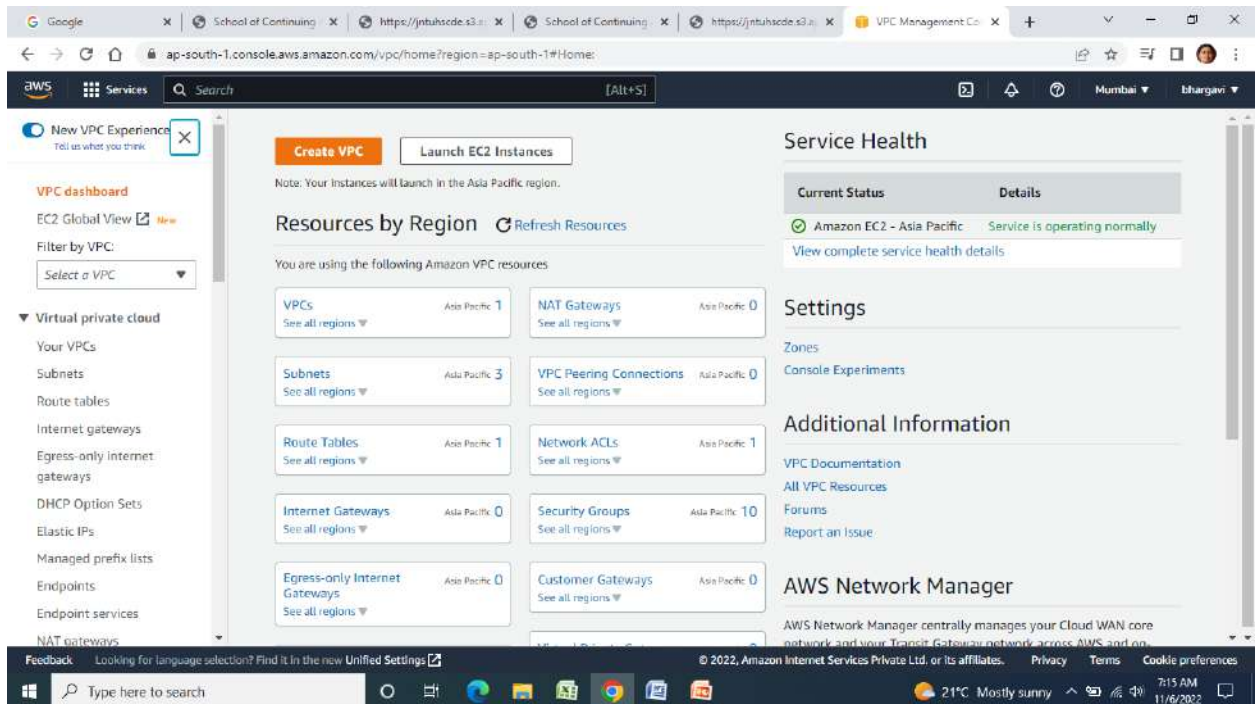 Google
School of Continuing
https://jntuhscde.s3.
School of Continuing
https://jntuhscde.s3.
VPC Management Co
ap-south-1.console.aws.amazon.com/vpc/home?region=ap-south-1#Home:
aws
Services
Search
[Alt+S]
Mumbai
bhargavi
New VPC Experience
Tell us what you think
VPC dashboard
EC2 Global View New
Filter by VPC:
Select a VPC
Virtual private cloud
Your VPCs
Subnets
Route tables
Internet gateways
Egress-only internet
gateways
DHCP Option Sets
Elastic IPs
Managed prefix lists
Endpoints
Endpoint services
NAT gateways
Create VPC
Launch EC2 Instances
Note: Your Instances will launch in the Asia Pacific region.
Resources by Region
Refresh Resources
You are using the following Amazon VPC resources
VPCs Asia Pacific 1
See all regions
NAT Gateways Asia Pacific 0
See all regions
Subnets Asia Pacific 3
See all regions
VPC Peering Connections Asia Pacific 0
See all regions
Route Tables Asia Pacific 1
See all regions
Network ACLs Asia Pacific 1
See all regions
Internet Gateways Asia Pacific 0
See all regions
Security Groups Asia Pacific 10
See all regions
Egress-only Internet Asia Pacific 0
Gateways
See all regions
Customer Gateways Asia Pacific 0
See all regions
Service Health
Current Status Details
Amazon EC2 - Asia Pacific Service is operating normally
View complete service health details
Settings
Zones
Console Experiments
Additional Information
VPC Documentation
All VPC Resources
Forums
Report an Issue
AWS Network Manager
AWS Network Manager centrally manages your Cloud WAN core
network and your Transit Gateway network across AWS and on-
Feedback Looking for language selection? Find it in the new Unified Settings
© 2022, Amazon Internet Services Private Ltd. or its affiliates. Privacy Terms Cookie preferences
Type here to search
21°C Mostly sunny
7:15 AM
11/6/2022